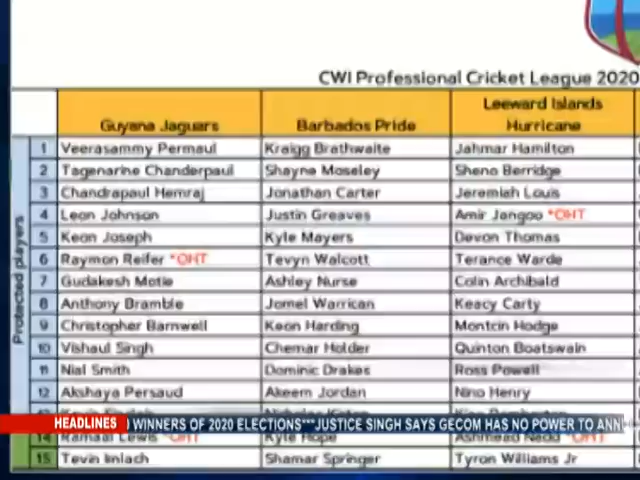 CWI Professional Cricket League 2020
Guyana Jaguars Barbados Pride Leeward Islands Hurricane
Protected players
1 Veerasammy Permaul Kraigg Brathwaite Jahmar Hamilton
2 Tagenarine Chanderpaul Shayne Moseley Sheno Berridge
3 Chandrapaul Hemraj Jonathan Carter Jeremiah Louis
4 Leon Johnson Justin Greaves Amir Jangoo *OHT
5 Keon Joseph Kyle Mayers Devon Thomas
6 Raymon Reifer *OHT Tevyn Walcott Terance Warde
7 Gudakesh Motie Ashley Nurse Colin Archibald
8 Anthony Bramble Jomel Warrican Keacy Carty
9 Christopher Barnwell Keon Harding Montcin Hodge
10 Vishaul Singh Chemar Holder Quinton Boatswain
11 Nial Smith Dominic Drakes Ross Powell
12 Akshaya Persaud Akeem Jordan Nino Henry
HEADLINES WINNERS OF 2020 ELECTIONS***JUSTICE SINGH SAYS GECOM HAS NO POWER TO ANN
14 Ramaal Lewis *OHT Kyle Hope Ashmead Nedd *OHT
15 Tevin Imlach Shamar Springer Tyron Williams Jr